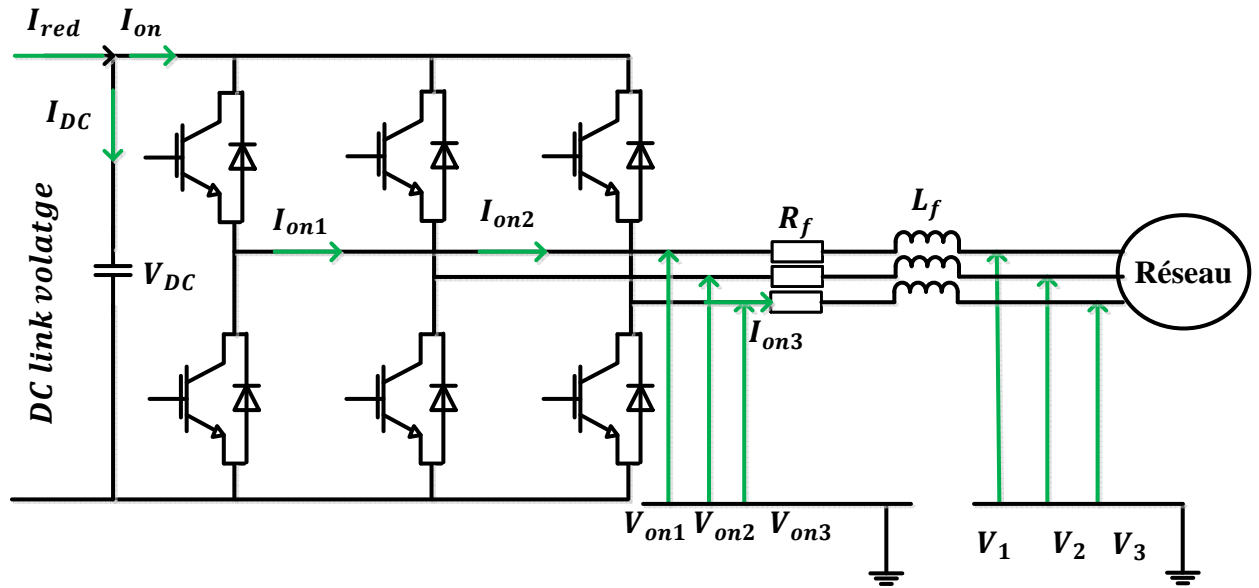 I_red I_on
I_DC
DC link volatge
V_DC
I_on1
I_on2
R_f
L_f
Réseau
I_on3
V_on1 V_on2 V_on3
V_1 V_2 V_3